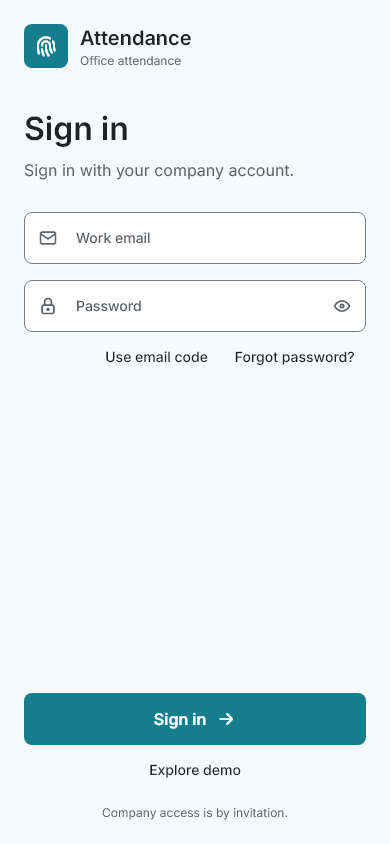 Attendance
Office attendance
Sign in
Sign in with your company account.
Work email
Password
Use email code Forgot password?
Sign in
Explore demo
Company access is by invitation.